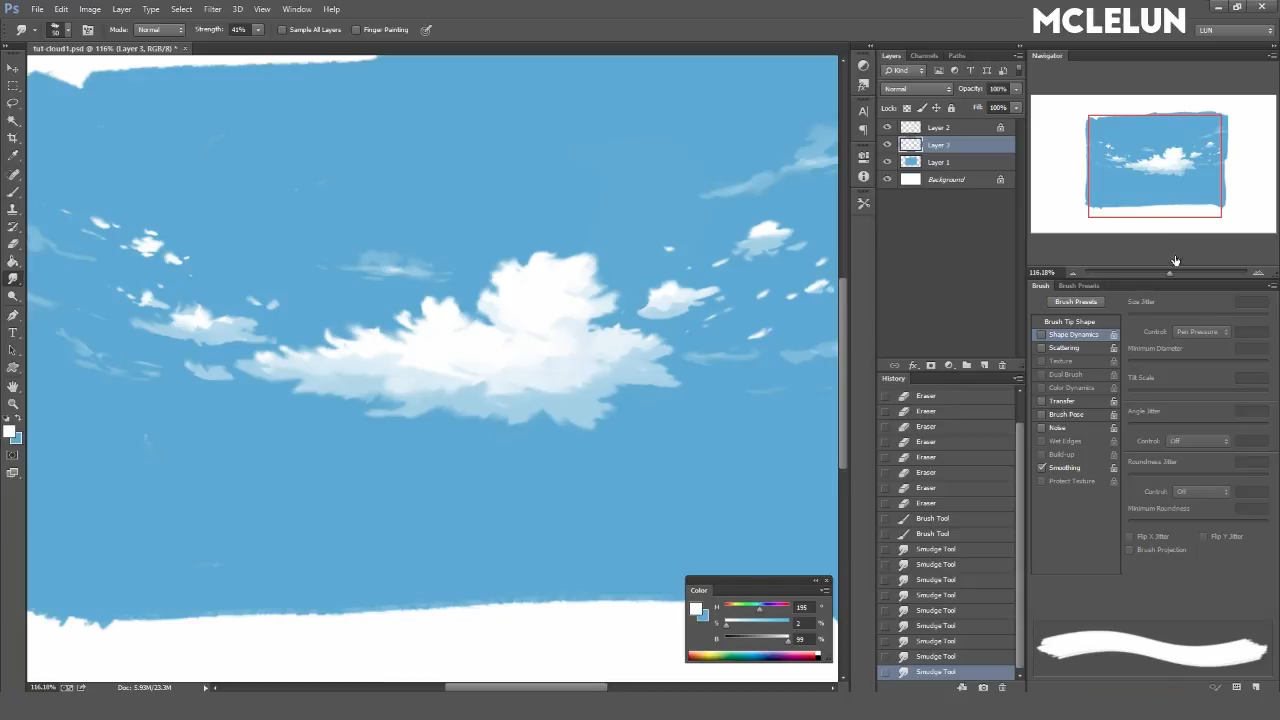 Ps File Edit Image Layer Type Select Filter 3D View Window Help
MCLELUN
50 Mode: Normal Strength: 41% Sample All Layers Finger Painting LUN
tut-cloud1.psd @ 116% (Layer 3, RGB/8) *
Layers Channels Paths
Kind
Normal Opacity: 100%
Lock: Fill: 100%
Layer 2
Layer 3
Layer 1
Background
Navigator
116.18%
History
Eraser
Eraser
Eraser
Eraser
Eraser
Eraser
Eraser
Eraser
Brush Tool
Brush Tool
Smudge Tool
Smudge Tool
Smudge Tool
Smudge Tool
Smudge Tool
Smudge Tool
Smudge Tool
Smudge Tool
Smudge Tool
Brush Brush Presets
Brush Presets
Brush Tip Shape
Shape Dynamics
Scattering
Texture
Dual Brush
Color Dynamics
Transfer
Brush Pose
Noise
Wet Edges
Build-up
Smoothing
Protect Texture
Size Jitter
Control: Pen Pressure
Minimum Diameter
Tilt Scale
Angle Jitter
Control: Off
Roundness Jitter
Control: Off
Minimum Roundness
Flip X Jitter Flip Y Jitter
Brush Projection
Color
H 195 °
S 2 %
B 99 %
116.18% Doc: 5.93M/23.3M